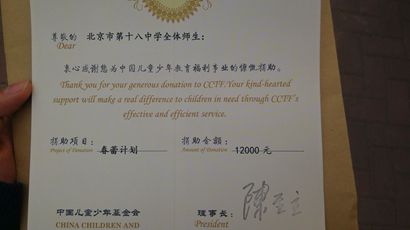 尊敬的 北京市第十八中学全体师生:
Dear
衷心感谢您为中国儿童少年教育福利事业的慷慨捐助。
Thank you for your generous donation to CCTF. Your kind-hearted
support will make a real difference to children in need through CCTF's
effective and efficient service.
捐助项目: 春蕾计划 捐助金额: 12000 元
Project of Donation Amount of Donation
中国儿童少年基金会 理事长:
CHINA CHILDREN AND President